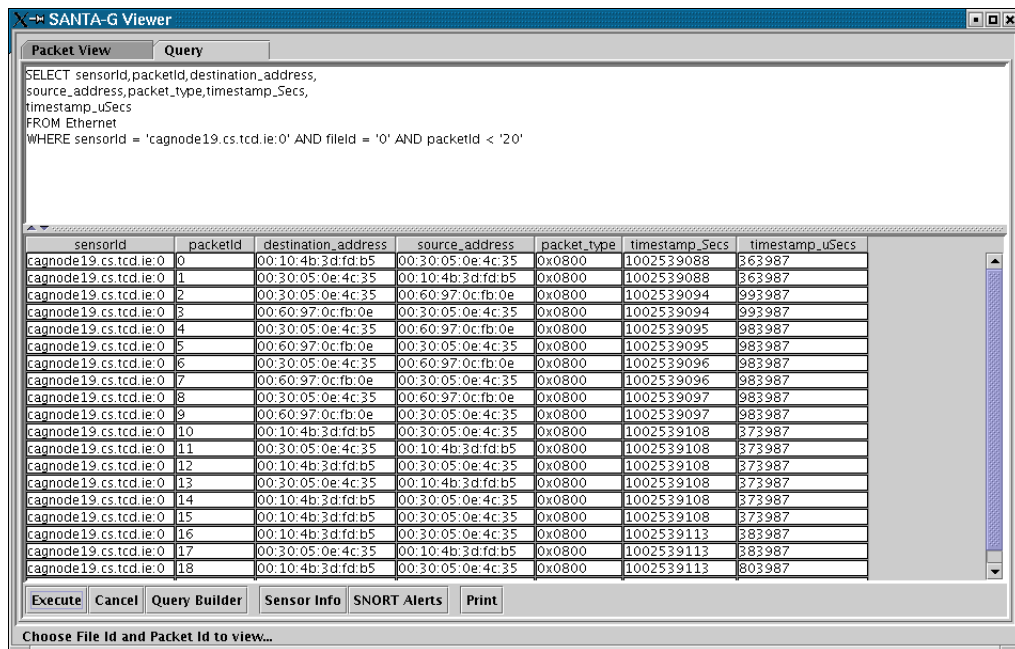 SANTA-G Viewer
Packet View Query
SELECT sensorId,packetId,destination_address,
source_address,packet_type,timestamp_Secs,
timestamp_uSecs
FROM Ethernet
WHERE sensorId = 'cagnode19.cs.tcd.ie:0' AND fileId = '0' AND packetId < '20'
sensorId packetId destination_address source_address packet_type timestamp_Secs timestamp_uSecs
cagnode19.cs.tcd.ie:0 0 00:10:4b:3d:fd:b5 00:30:05:0e:4c:35 0x0800 1002539088 363987
cagnode19.cs.tcd.ie:0 1 00:30:05:0e:4c:35 00:10:4b:3d:fd:b5 0x0800 1002539088 363987
cagnode19.cs.tcd.ie:0 2 00:30:05:0e:4c:35 00:60:97:0c:fb:0e 0x0800 1002539094 993987
cagnode19.cs.tcd.ie:0 3 00:60:97:0c:fb:0e 00:30:05:0e:4c:35 0x0800 1002539094 993987
cagnode19.cs.tcd.ie:0 4 00:30:05:0e:4c:35 00:60:97:0c:fb:0e 0x0800 1002539095 983987
cagnode19.cs.tcd.ie:0 5 00:60:97:0c:fb:0e 00:30:05:0e:4c:35 0x0800 1002539095 983987
cagnode19.cs.tcd.ie:0 6 00:30:05:0e:4c:35 00:60:97:0c:fb:0e 0x0800 1002539096 983987
cagnode19.cs.tcd.ie:0 7 00:60:97:0c:fb:0e 00:30:05:0e:4c:35 0x0800 1002539096 983987
cagnode19.cs.tcd.ie:0 8 00:30:05:0e:4c:35 00:60:97:0c:fb:0e 0x0800 1002539097 983987
cagnode19.cs.tcd.ie:0 9 00:60:97:0c:fb:0e 00:30:05:0e:4c:35 0x0800 1002539097 983987
cagnode19.cs.tcd.ie:0 10 00:10:4b:3d:fd:b5 00:30:05:0e:4c:35 0x0800 1002539108 373987
cagnode19.cs.tcd.ie:0 11 00:30:05:0e:4c:35 00:10:4b:3d:fd:b5 0x0800 1002539108 373987
cagnode19.cs.tcd.ie:0 12 00:10:4b:3d:fd:b5 00:30:05:0e:4c:35 0x0800 1002539108 373987
cagnode19.cs.tcd.ie:0 13 00:10:4b:3d:fd:b5 00:30:05:0e:4c:35 0x0800 1002539108 373987
cagnode19.cs.tcd.ie:0 14 00:10:4b:3d:fd:b5 00:30:05:0e:4c:35 0x0800 1002539108 373987
cagnode19.cs.tcd.ie:0 15 00:10:4b:3d:fd:b5 00:30:05:0e:4c:35 0x0800 1002539108 373987
cagnode19.cs.tcd.ie:0 16 00:30:05:0e:4c:35 00:10:4b:3d:fd:b5 0x0800 1002539113 383987
cagnode19.cs.tcd.ie:0 17 00:30:05:0e:4c:35 00:10:4b:3d:fd:b5 0x0800 1002539113 383987
cagnode19.cs.tcd.ie:0 18 00:10:4b:3d:fd:b5 00:30:05:0e:4c:35 0x0800 1002539113 803987
Execute Cancel Query Builder Sensor Info SNORT Alerts Print
Choose File Id and Packet Id to view...